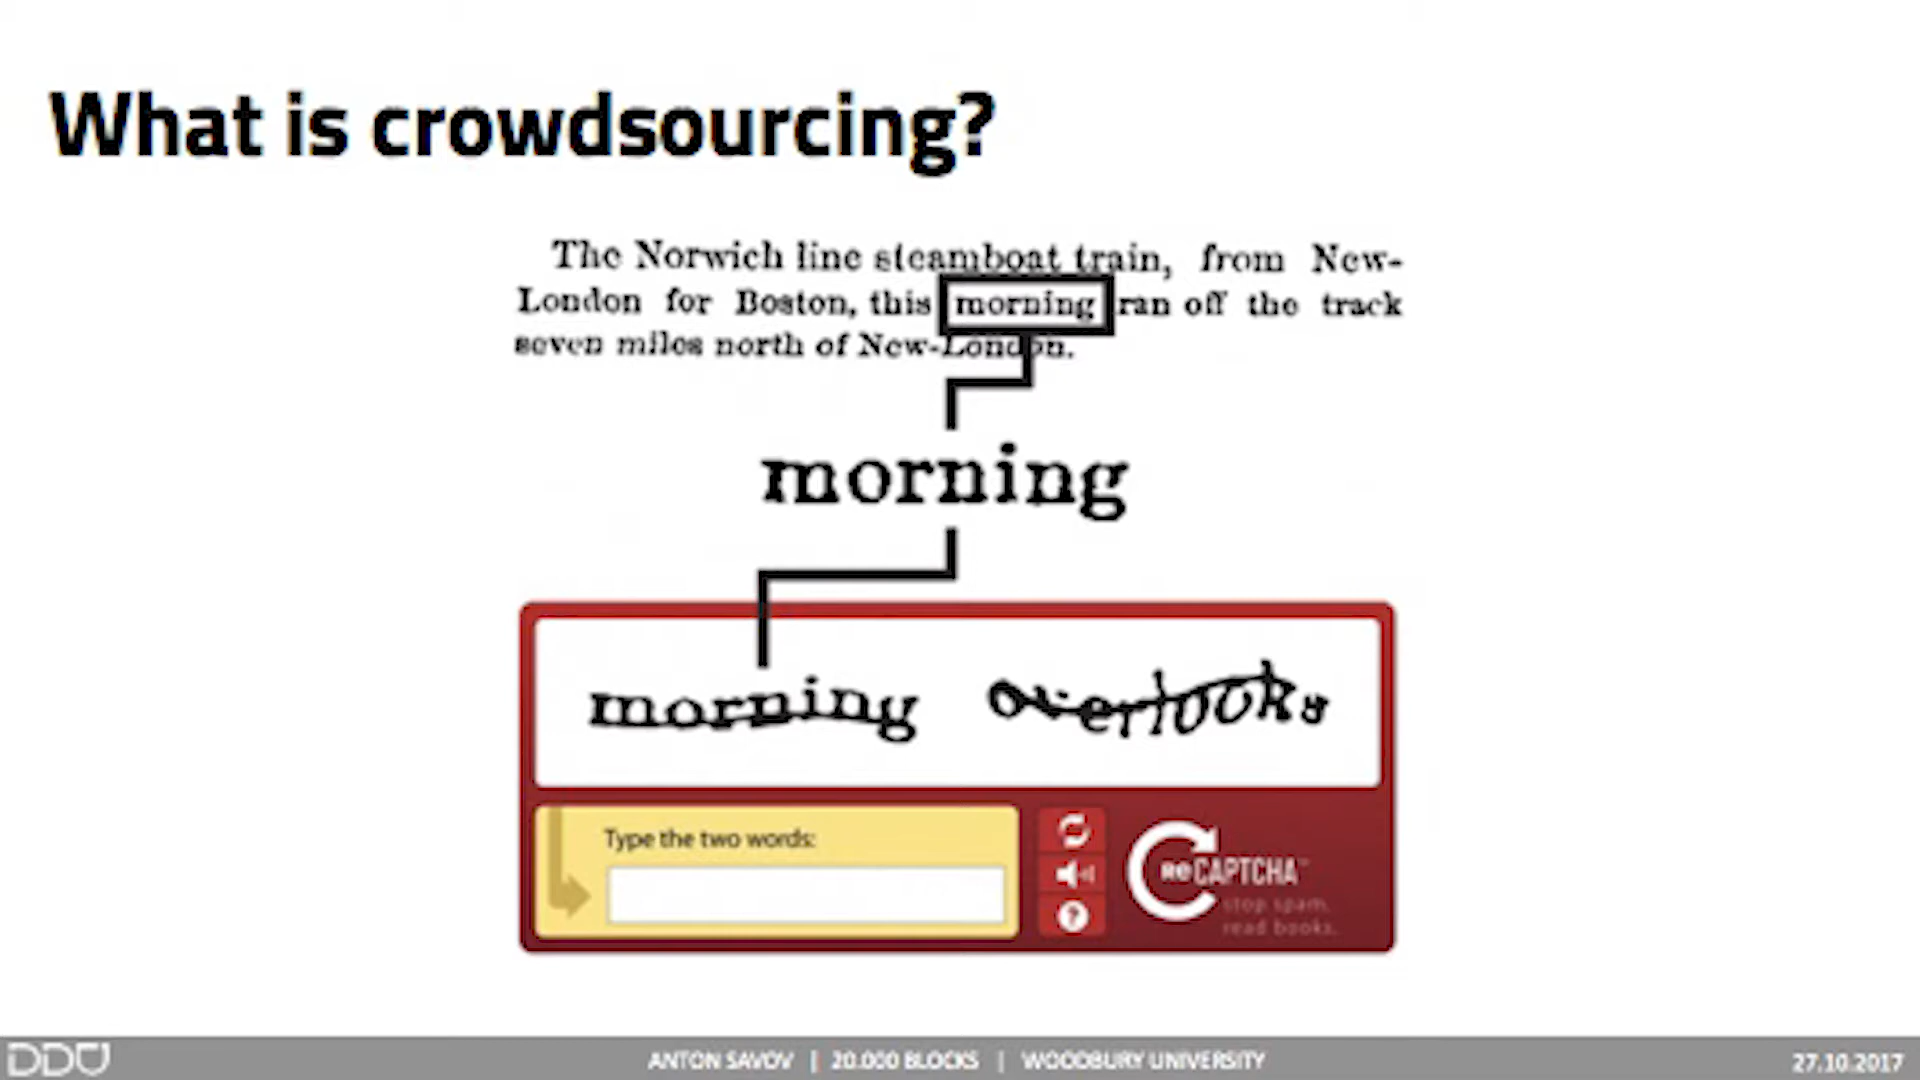 What is crowdsourcing?
The Norwich line steamboat train, from New-
London for Boston, this morning ran off the track
seven miles north of New-London.
morning
morning overlooks
Type the two words:
?
reCAPTCHA™
stop spam.
read books.
DDU
ANTON SAVOV | 20.000 BLOCKS | WOODBURY UNIVERSITY
27.10.2017